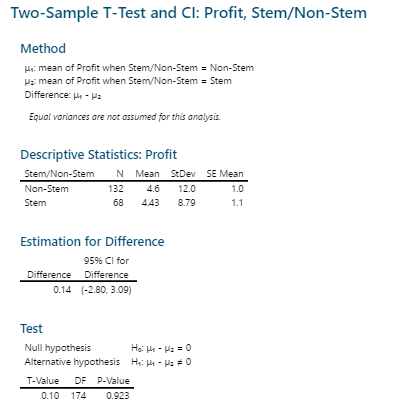 Two-Sample T-Test and CI: Profit, Stem/Non-Stem
Method
μ₁: mean of Profit when Stem/Non-Stem = Non-Stem
μ₂: mean of Profit when Stem/Non-Stem = Stem
Difference: μ₁ - μ₂
Equal variances are not assumed for this analysis.
Descriptive Statistics: Profit
Stem/Non-Stem N Mean StDev SE Mean
Non-Stem 132 4.6 12.0 1.0
Stem 68 4.43 8.79 1.1
Estimation for Difference
95% CI for
Difference Difference
0.14 (-2.80, 3.09)
Test
Null hypothesis H₀: μ₁ - μ₂ = 0
Alternative hypothesis H₁: μ₁ - μ₂ ≠ 0
T-Value DF P-Value
0.10 174 0.923